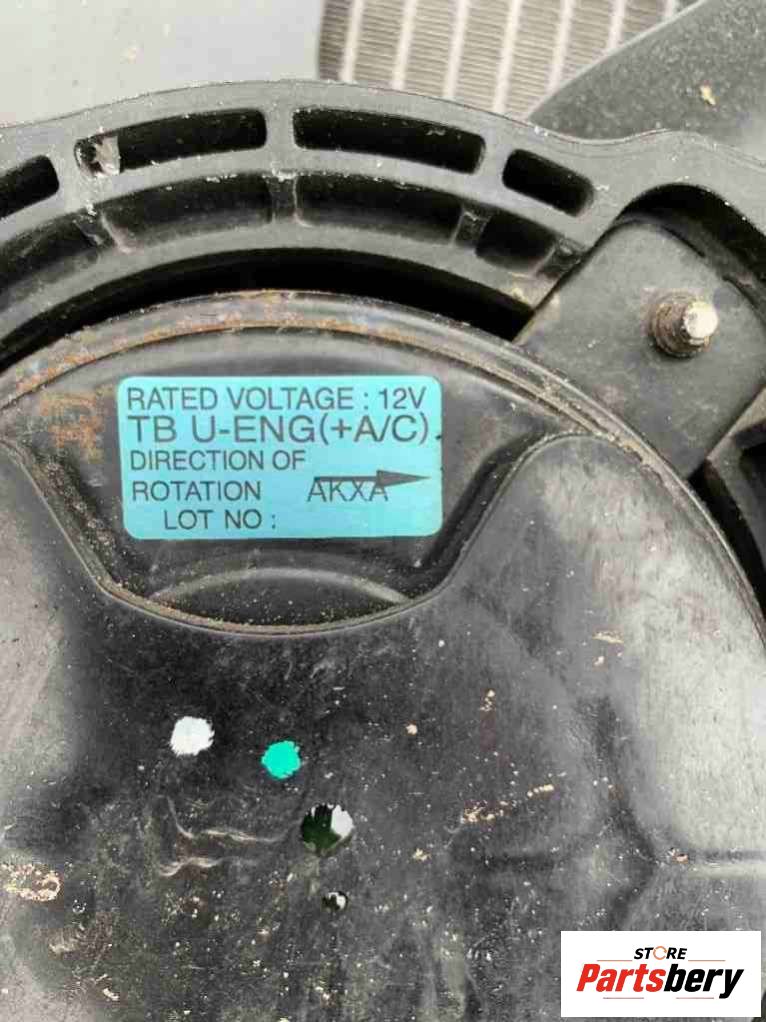 RATED VOLTAGE : 12V
TB U-ENG(+A/C)
DIRECTION OF
ROTATION AKXA
LOT NO :
STORE
Partsbery